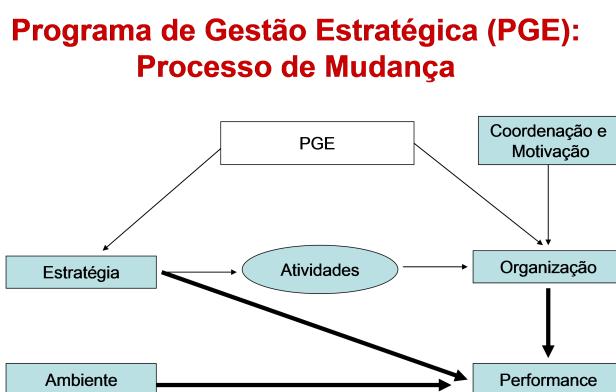 Programa de Gestão Estratégica (PGE):
Processo de Mudança
PGE
Coordenação e
Motivação
Estratégia
Atividades
Organização
Ambiente
Performance